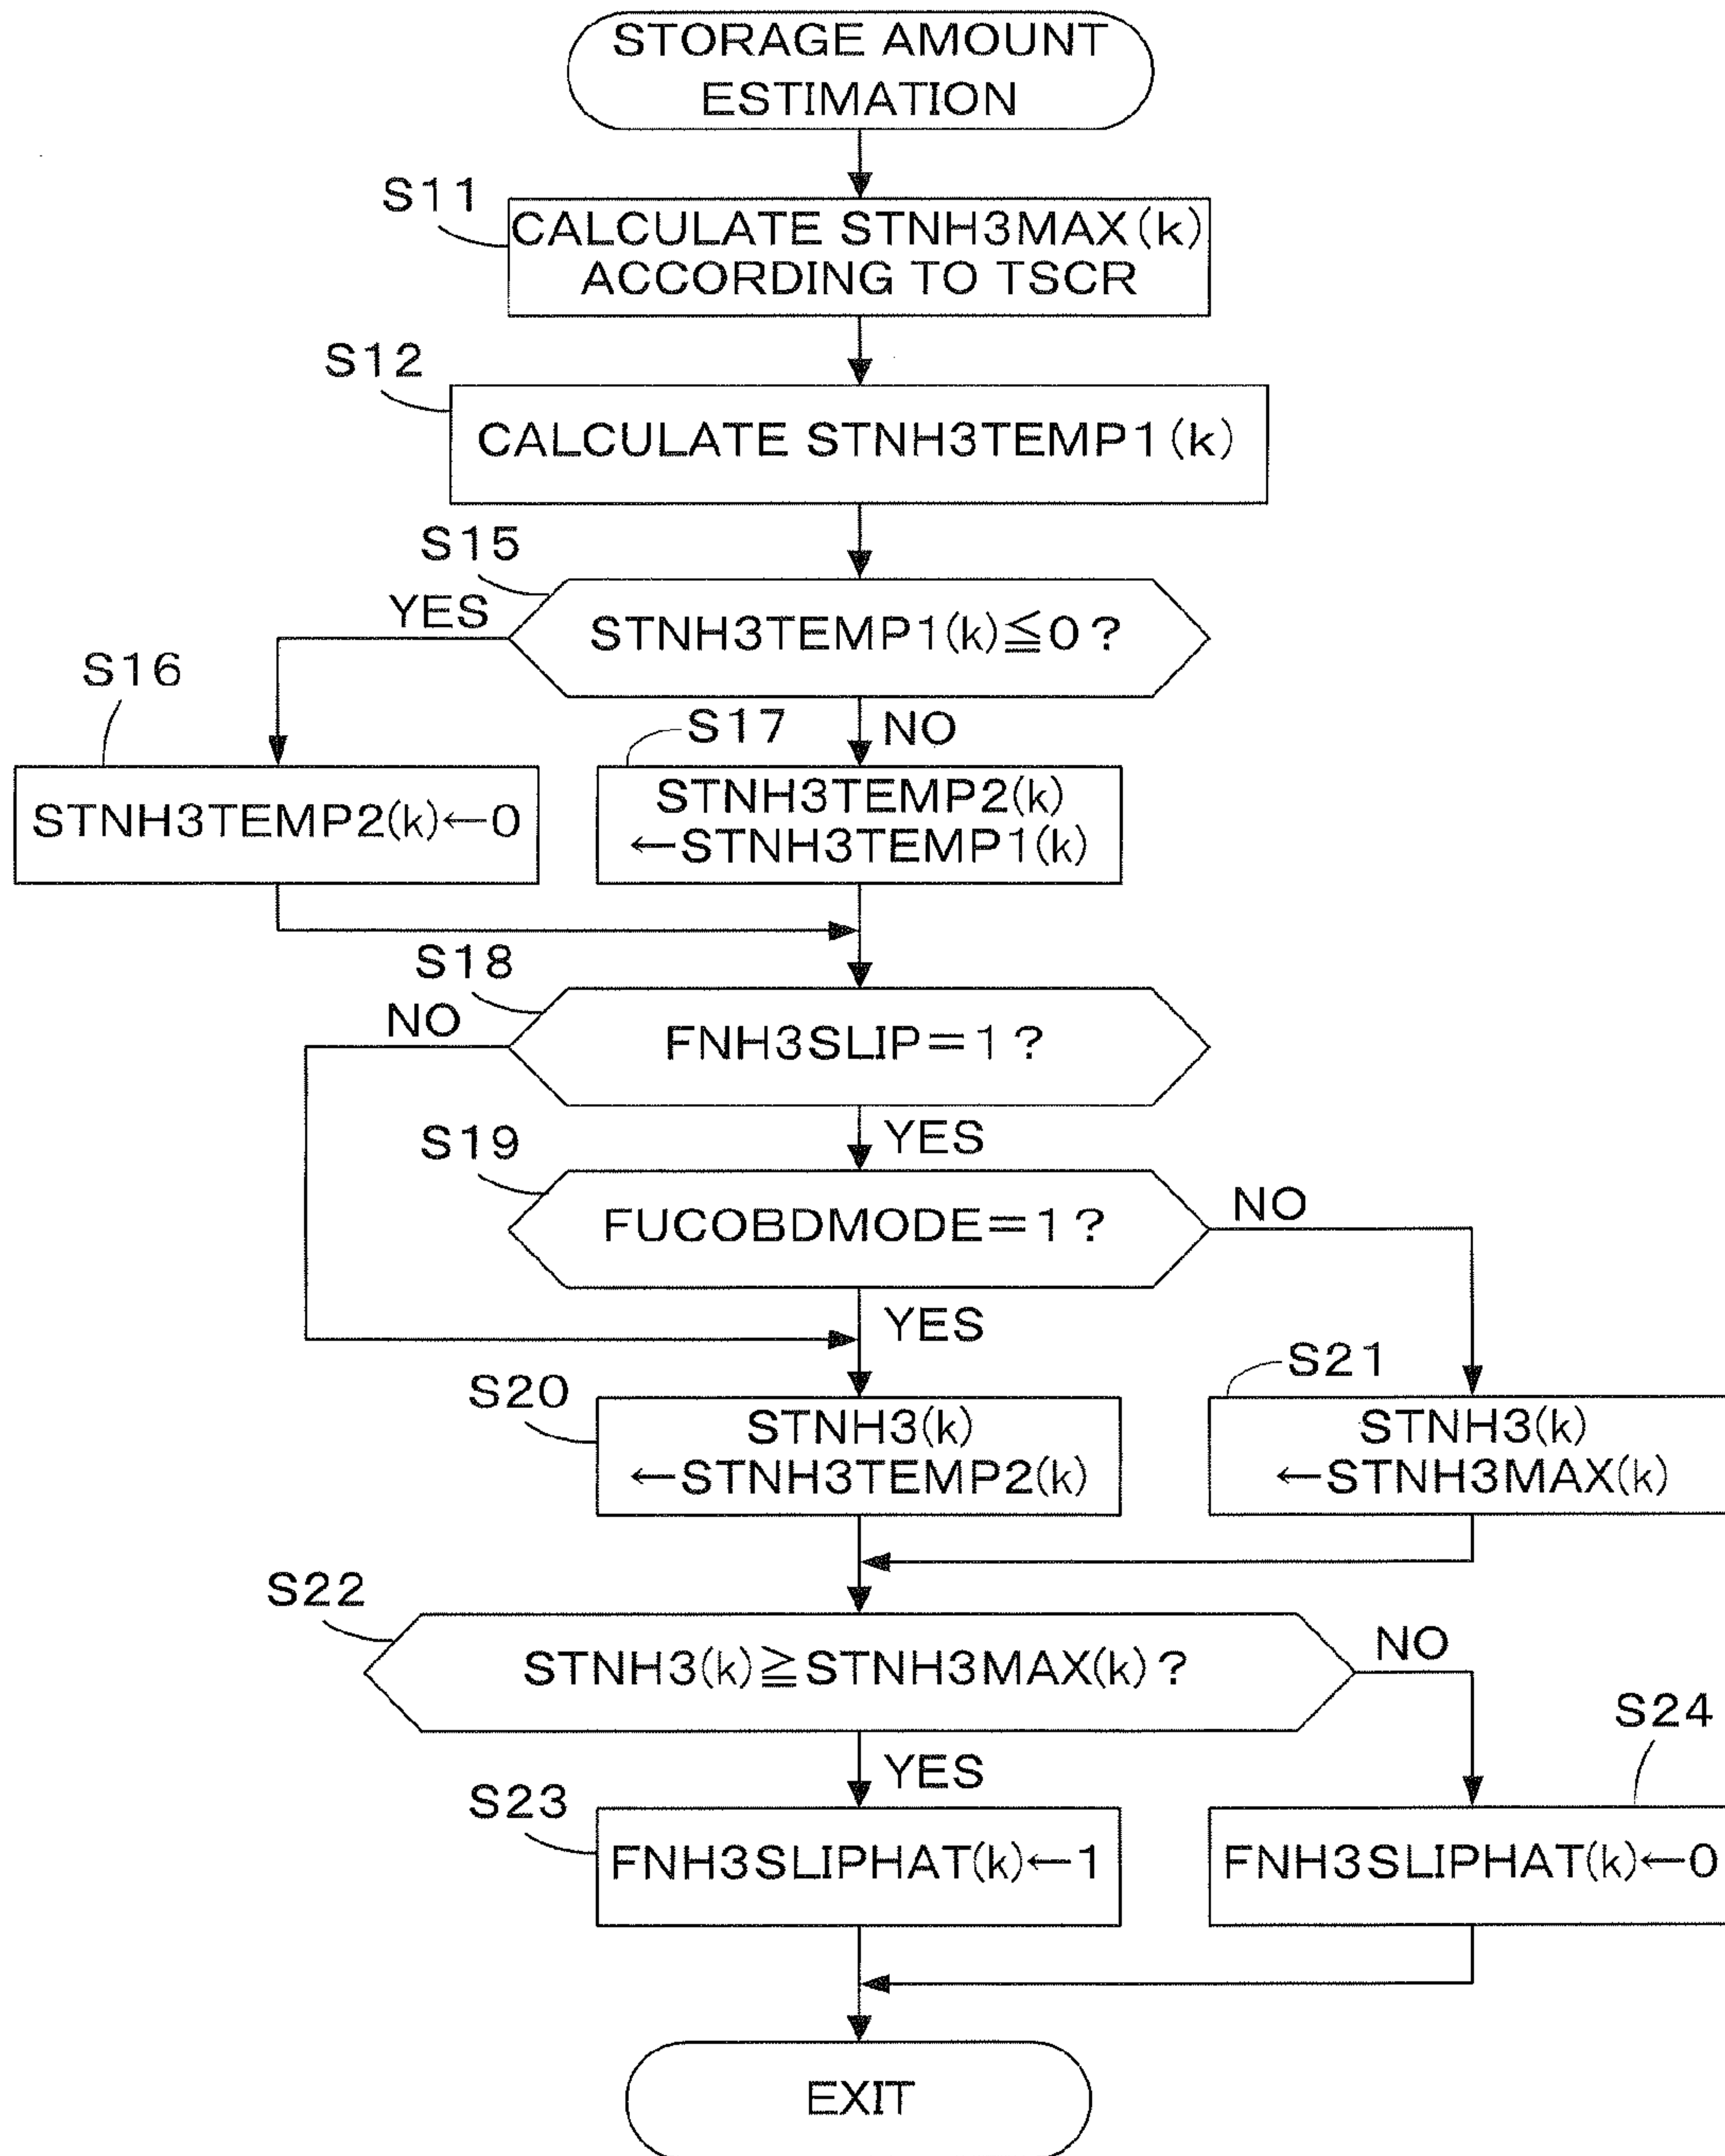 STORAGE AMOUNT
ESTIMATION
S11
CALCULATE STNH3MAX(k)
ACCORDING TO TSCR
S12
CALCULATE STNH3TEMP1(k)
S15
YES
STNH3TEMP1(k)≦0?
S16
S17
NO
STNH3TEMP2(k)←0
STNH3TEMP2(k)
←STNH3TEMP1(k)
S18
NO
FNH3SLIP=1?
YES
S19
FUCOBDMODE=1?
NO
YES
S20
S21
STNH3(k)
←STNH3TEMP2(k)
STNH3(k)
←STNH3MAX(k)
S22
STNH3(k)≧STNH3MAX(k)?
NO
YES
S23
S24
FNH3SLIPHAT(k)←1
FNH3SLIPHAT(k)←0
EXIT